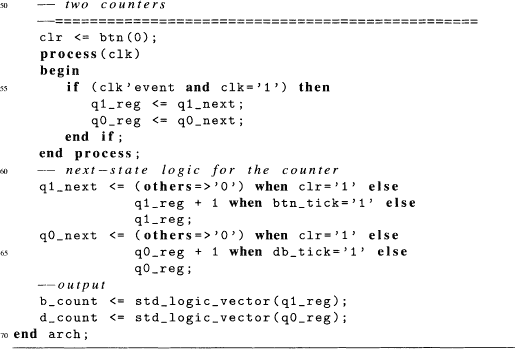 50 -- two counters
--==================================================
clr <= btn(0);
process(clk)
begin
55 if (clk'event and clk='1') then
q1_reg <= q1_next;
q0_reg <= q0_next;
end if;
end process;
60 -- next-state logic for the counter
q1_next <= (others=>'0') when clr='1' else
q1_reg + 1 when btn_tick='1' else
q1_reg;
q0_next <= (others=>'0') when clr='1' else
65 q0_reg + 1 when db_tick='1' else
q0_reg;
--output
b_count <= std_logic_vector(q1_reg);
d_count <= std_logic_vector(q0_reg);
70 end arch;